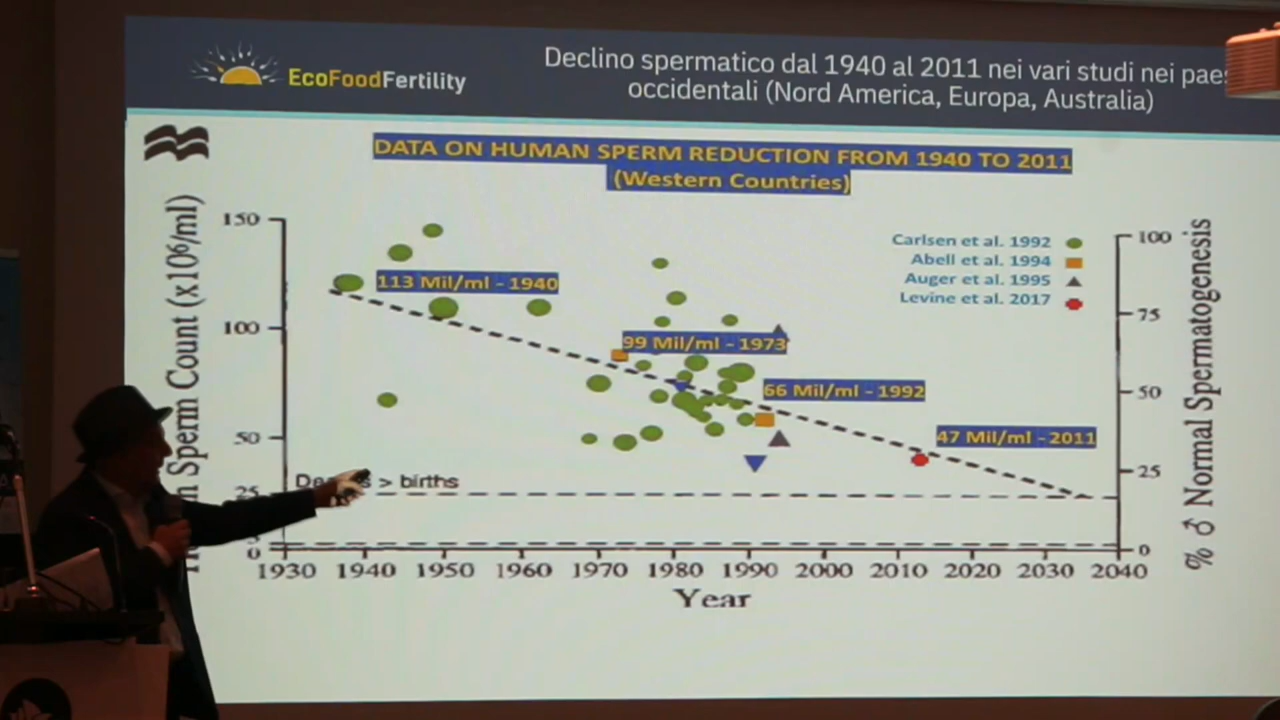 EcoFoodFertility
Declino spermatico dal 1940 al 2011 nei vari studi nei
occidentali (Nord America, Europa, Australia)
DATA ON HUMAN SPERM REDUCTION FROM 1940 TO 2011
(Western Countries)
Sperm Count (x10⁶/ml)
150
100
50
25
0
113 Mil/ml - 1940
99 Mil/ml - 1973
66 Mil/ml - 1992
47 Mil/ml - 2011
Carlsen et al. 1992
Abell et al. 1994
Auger et al. 1995
Levine et al. 2017
> births
100
75
50
25
0
% ♂ Normal Spermatogenesis
1930 1940 1950 1960 1970 1980 1990 2000 2010 2020 2030 2040
Year